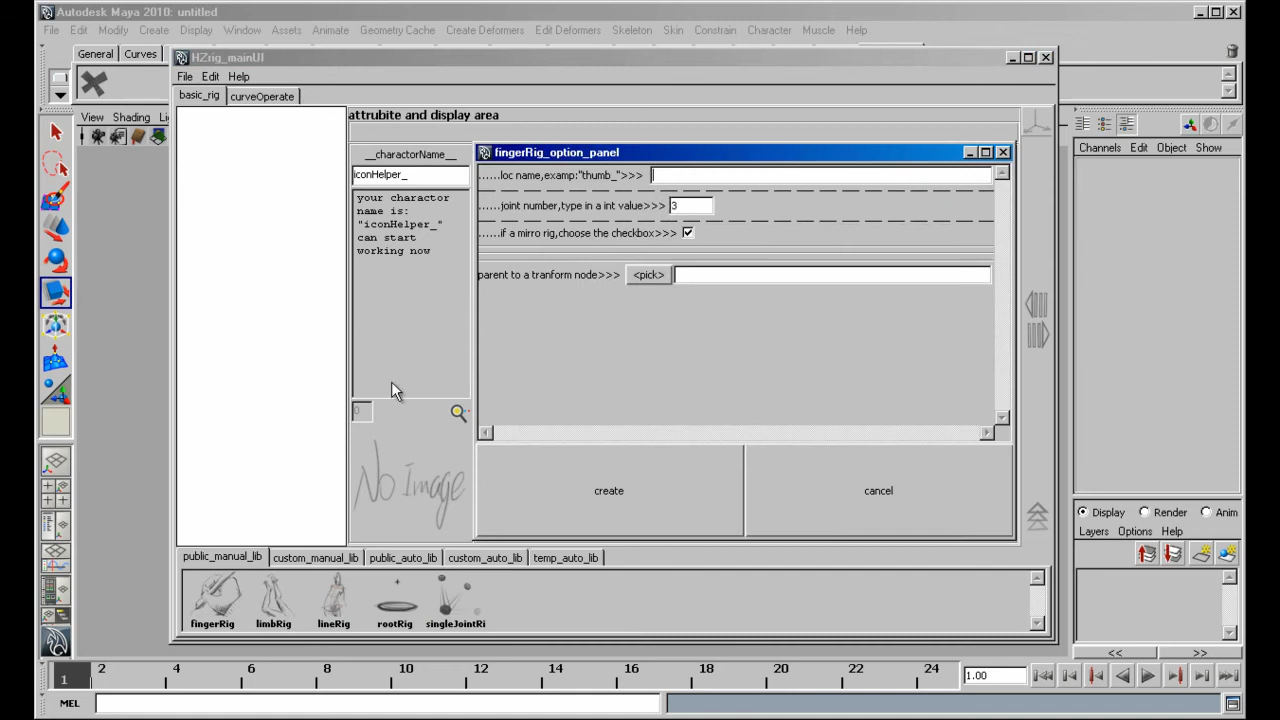 Autodesk Maya 2010: untitled
File Edit Modify Create Display Window Assets Animate Geometry Cache Create Deformers Edit Deformers Skeleton Skin Constrain Character Muscle Help
General Curves
HZrig_mainUI
File Edit Help
basic_rig curveOperate
View Shading
attrubite and display area
Channels Edit Object Show
__charactorName__
fingerRig_option_panel
iconHelper_
......loc name,examp:"thumb_">>>
your charactor
name is:
"iconHelper_"
can start
working now
......joint number,type in a int value>>> 3
......if a mirro rig,choose the checkbox>>>
parent to a tranform node>>> <pick>
0
No Image
create cancel
Display Render Anim
Layers Options Help
public_manual_lib custom_manual_lib public_auto_lib custom_auto_lib temp_auto_lib
fingerRig limbRig lineRig rootRig singleJointRi
<< >>
1 2 4 6 8 10 12 14 16 18 20 22 24 1.00
MEL